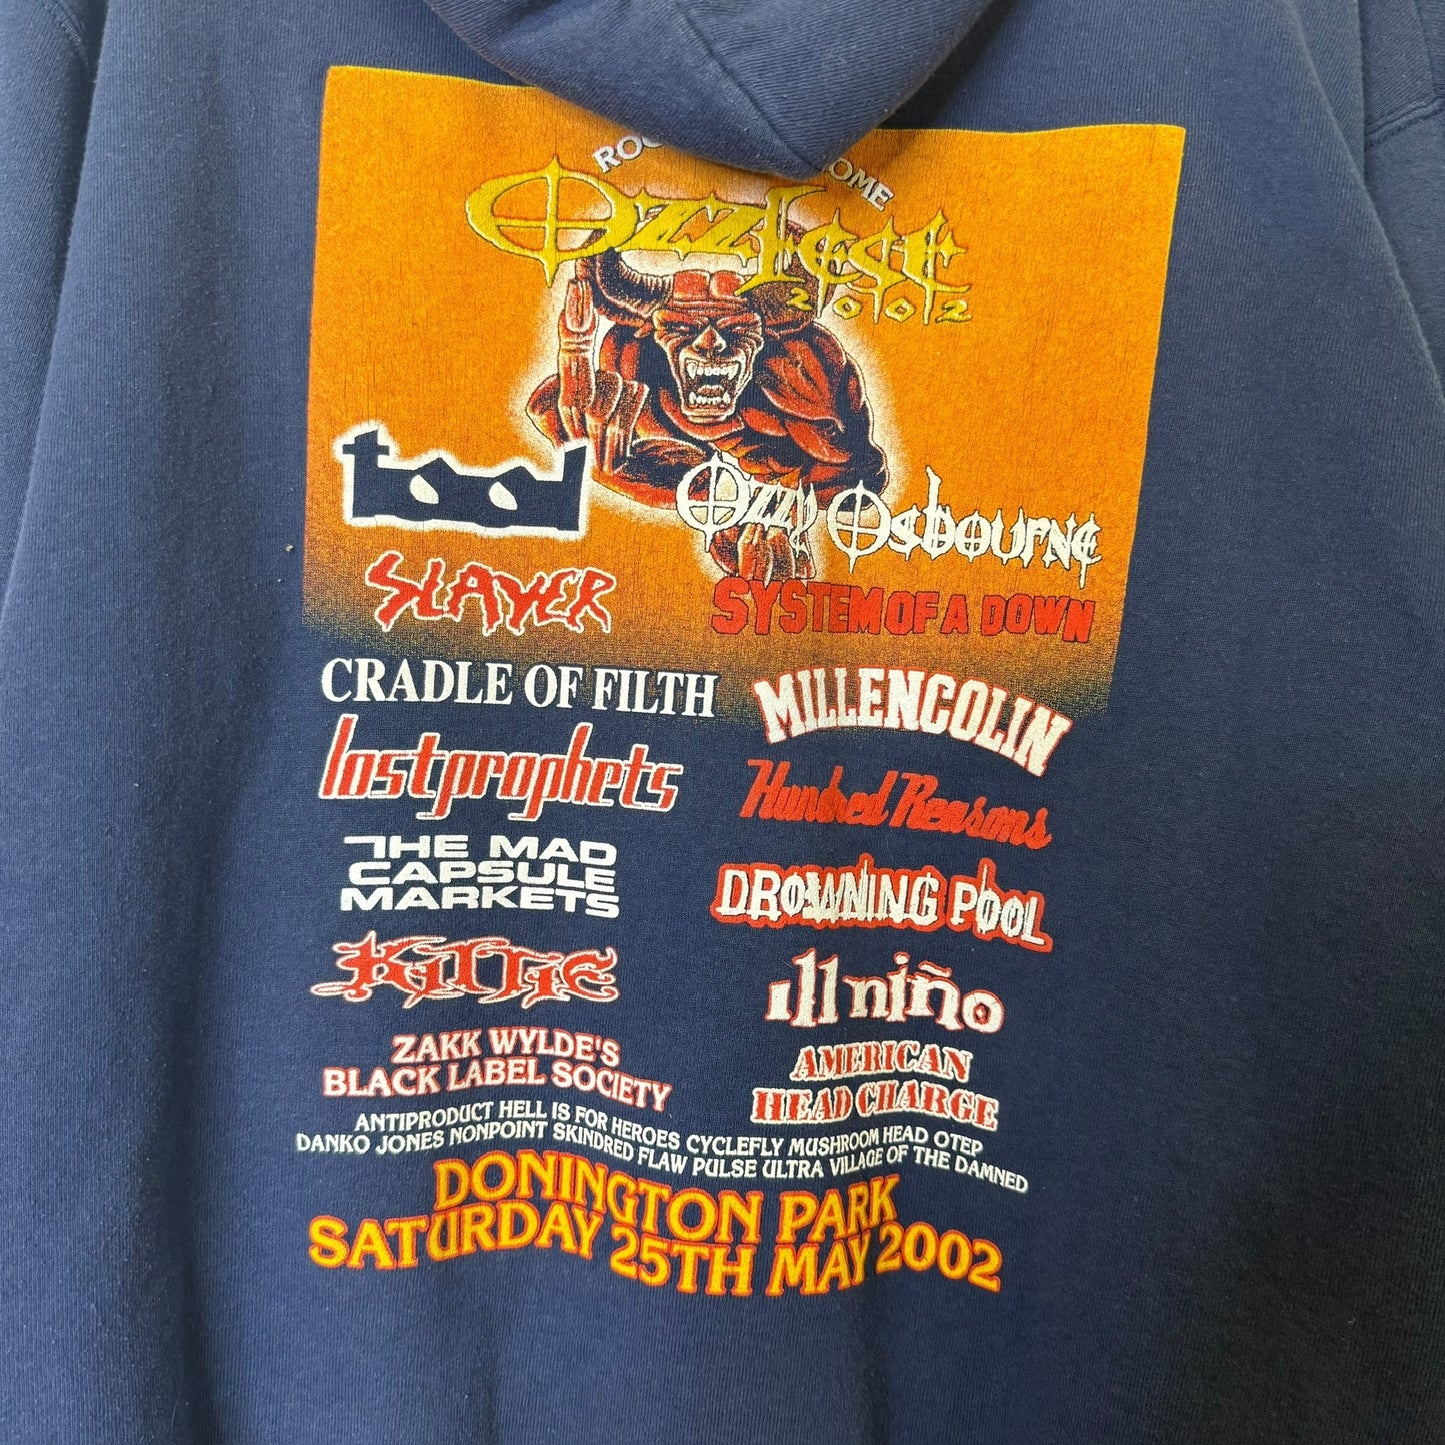 Ozzfest
2002
tool
Ozzy Osbourne
SLAYER
SYSTEM OF A DOWN
CRADLE OF FILTH
MILLENCOLIN
lostprophets
Hundred Reasons
THE MAD
CAPSULE
MARKETS
DROWNING POOL
KITTIE
ill niño
ZAKK WYLDE'S
BLACK LABEL SOCIETY
AMERICAN
HEAD CHARGE
ANTIPRODUCT HELL IS FOR HEROES CYCLEFLY MUSHROOM HEAD OTEP
DANKO JONES NONPOINT SKINDRED FLAW PULSE ULTRA VILLAGE OF THE DAMNED
DONINGTON PARK
SATURDAY 25TH MAY 2002